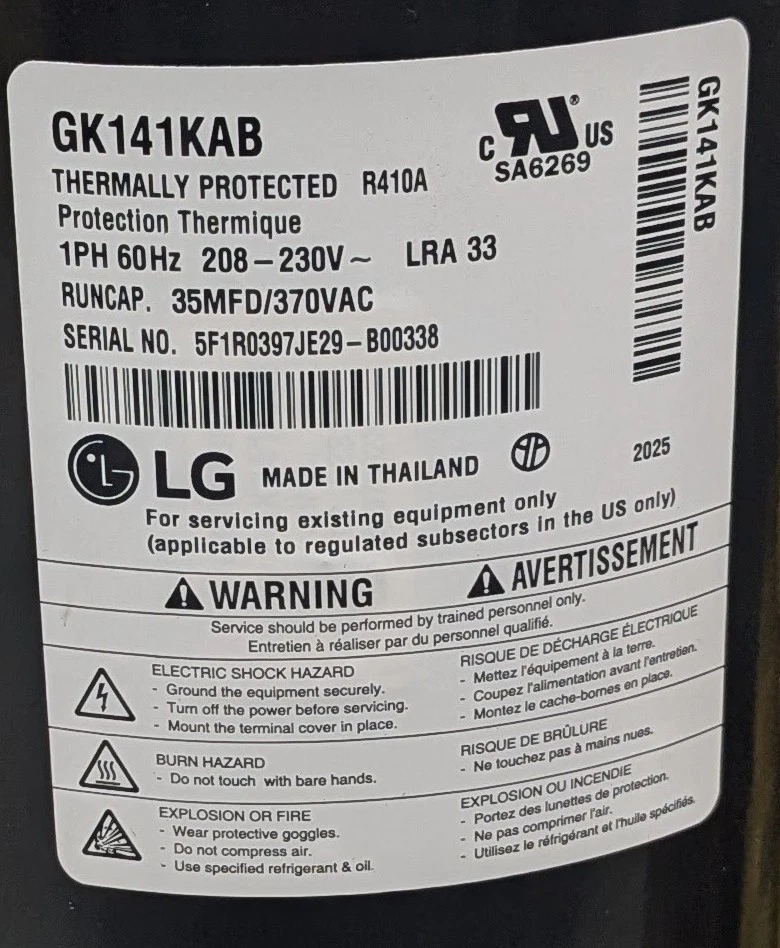 GK141KAB
C RU® US
SA6269
GK141KAB
THERMALLY PROTECTED R410A
Protection Thermique
1PH 60Hz 208–230V~ LRA 33
RUNCAP. 35MFD/370VAC
SERIAL NO. 5F1R0397JE29–B00338
LG MADE IN THAILAND
2025
For servicing existing equipment only
(applicable to regulated subsectors in the US only)
WARNING
AVERTISSEMENT
Service should be performed by trained personnel only.
Entretien à réaliser par du personnel qualifié.
ELECTRIC SHOCK HAZARD
- Ground the equipment securely.
- Turn off the power before servicing.
- Mount the terminal cover in place.
RISQUE DE DÉCHARGE ÉLECTRIQUE
- Mettez l'équipement à la terre.
- Coupez l'alimentation avant l'entretien.
- Montez le cache-bornes en place.
BURN HAZARD
- Do not touch with bare hands.
RISQUE DE BRÛLURE
- Ne touchez pas à mains nues.
EXPLOSION OR FIRE
- Wear protective goggles.
- Do not compress air.
- Use specified refrigerant & oil.
EXPLOSION OU INCENDIE
- Portez des lunettes de protection.
- Ne pas comprimer l'air.
- Utilisez le réfrigérant et l'huile spécifiés.